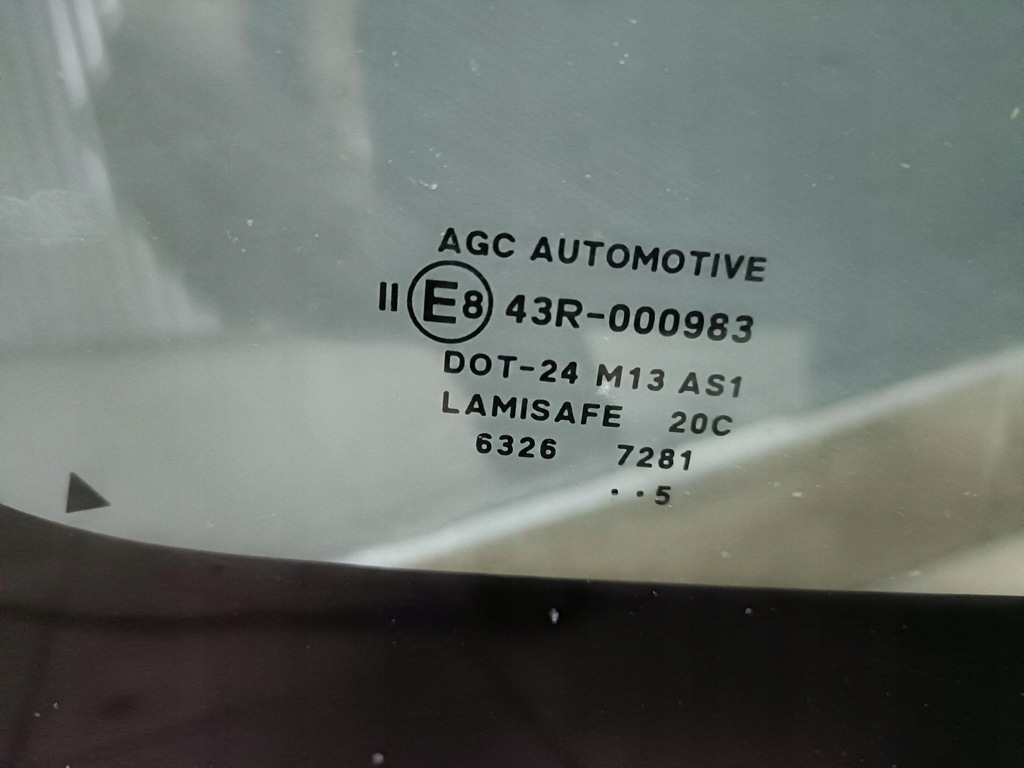 AGC AUTOMOTIVE
II E8 43R-000983
DOT-24 M13 AS1
LAMISAFE 20C
6326 7281
• • 5